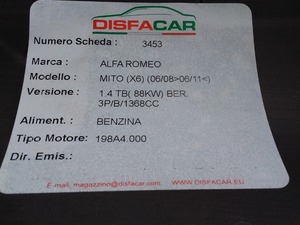 DISFACAR
Numero Scheda : 3453
Marca : ALFA ROMEO
Modello : MITO (X6) (06/08>06/11<)
Versione : 1.4 TB( 88KW) BER.
3P/B/1368CC
Aliment. : BENZINA
Tipo Motore: 198A4.000
Dir. Emis.:
E-mail. magazzino@disfacar.com WWW.DISFACAR.EU